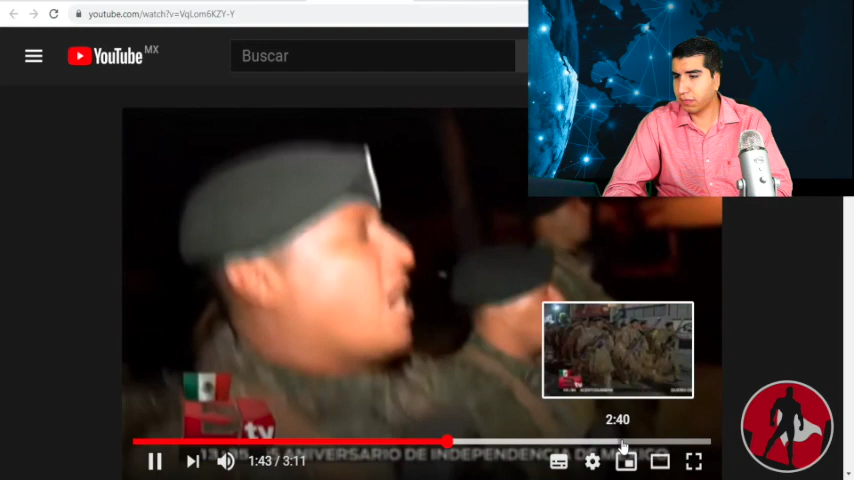 youtube.com/watch?v=VqLom6KZY-Y
YouTube MX
Buscar
2:40
tv
5 ANIVERSARIO DE INDEPENDENCIA DE MÉXICO
1:43 / 3:11